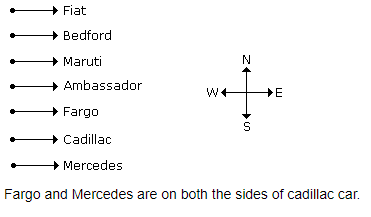 Fiat
Bedford
Maruti
Ambassador
Fargo
Cadillac
Mercedes
N
W E
S
Fargo and Mercedes are on both the sides of cadillac car.